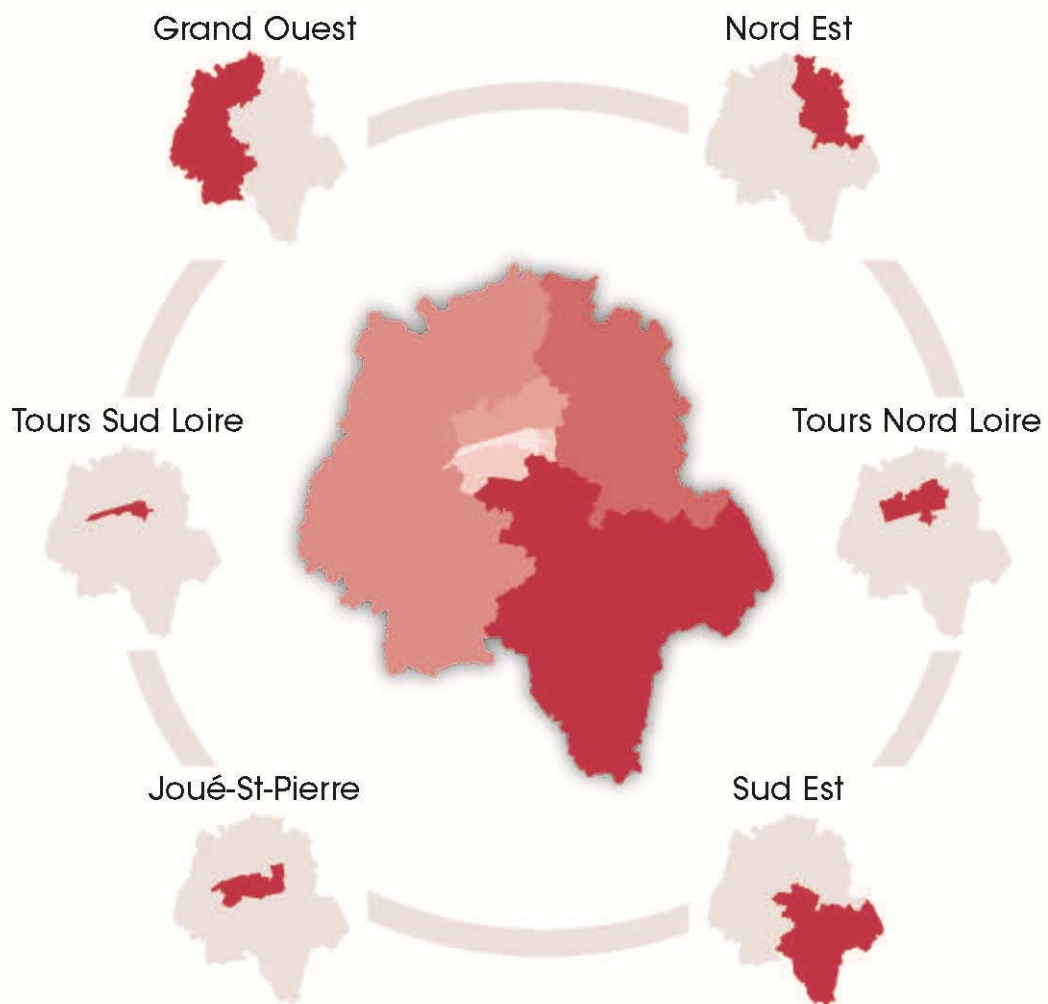 Grand Ouest
Nord Est
Tours Sud Loire
Tours Nord Loire
Joué-St-Pierre
Sud Est